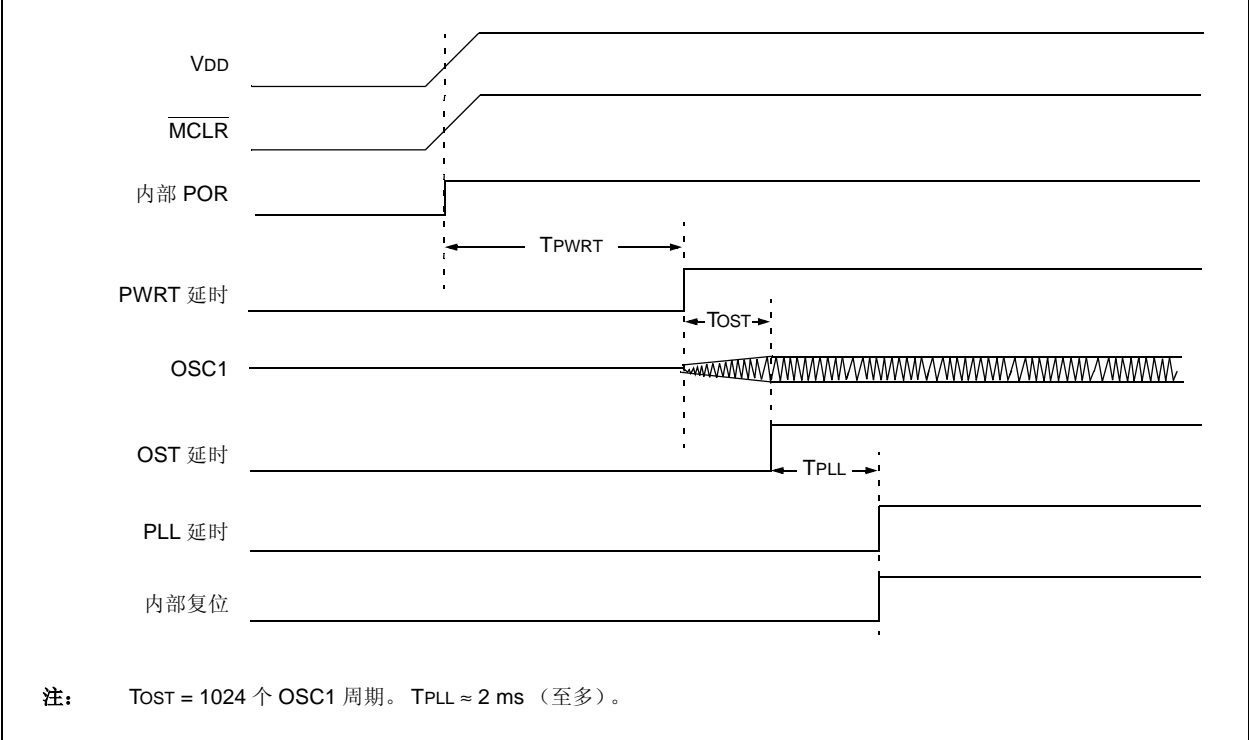 VDD
MCLR
内部 POR
TPWRT
PWRT 延时
TOST
OSC1
OST 延时
TPLL
PLL 延时
内部复位
注: TOST = 1024 个 OSC1 周期。 TPLL ≈ 2 ms （至多）。